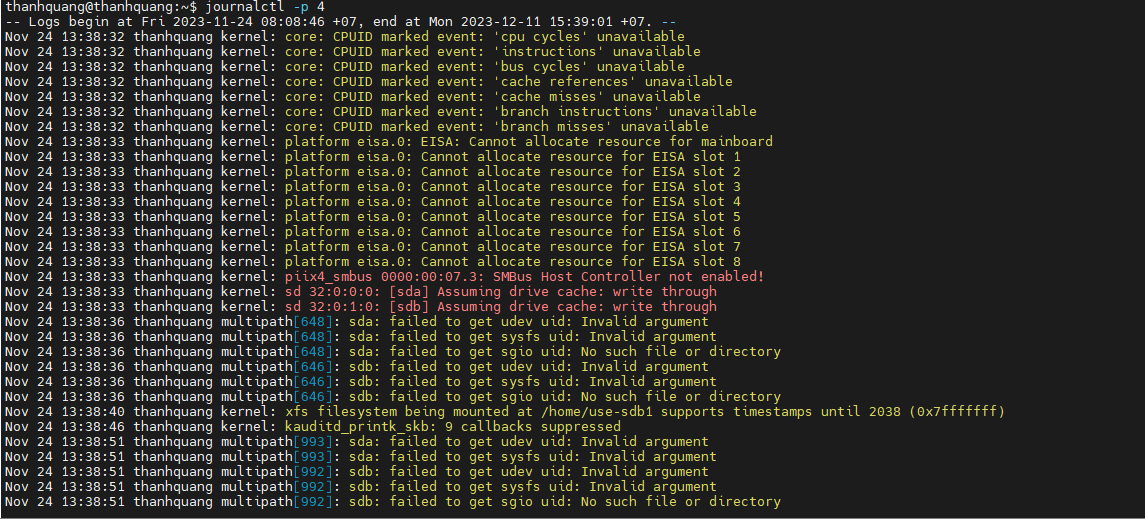 thanhquang@thanhquang:~$ journalctl -p 4
-- Logs begin at Fri 2023-11-24 08:08:46 +07, end at Mon 2023-12-11 15:39:01 +07. --
Nov 24 13:38:32 thanhquang kernel: core: CPUID marked event: 'cpu cycles' unavailable
Nov 24 13:38:32 thanhquang kernel: core: CPUID marked event: 'instructions' unavailable
Nov 24 13:38:32 thanhquang kernel: core: CPUID marked event: 'bus cycles' unavailable
Nov 24 13:38:32 thanhquang kernel: core: CPUID marked event: 'cache references' unavailable
Nov 24 13:38:32 thanhquang kernel: core: CPUID marked event: 'cache misses' unavailable
Nov 24 13:38:32 thanhquang kernel: core: CPUID marked event: 'branch instructions' unavailable
Nov 24 13:38:32 thanhquang kernel: core: CPUID marked event: 'branch misses' unavailable
Nov 24 13:38:33 thanhquang kernel: platform eisa.0: EISA: Cannot allocate resource for mainboard
Nov 24 13:38:33 thanhquang kernel: platform eisa.0: Cannot allocate resource for EISA slot 1
Nov 24 13:38:33 thanhquang kernel: platform eisa.0: Cannot allocate resource for EISA slot 2
Nov 24 13:38:33 thanhquang kernel: platform eisa.0: Cannot allocate resource for EISA slot 3
Nov 24 13:38:33 thanhquang kernel: platform eisa.0: Cannot allocate resource for EISA slot 4
Nov 24 13:38:33 thanhquang kernel: platform eisa.0: Cannot allocate resource for EISA slot 5
Nov 24 13:38:33 thanhquang kernel: platform eisa.0: Cannot allocate resource for EISA slot 6
Nov 24 13:38:33 thanhquang kernel: platform eisa.0: Cannot allocate resource for EISA slot 7
Nov 24 13:38:33 thanhquang kernel: platform eisa.0: Cannot allocate resource for EISA slot 8
Nov 24 13:38:33 thanhquang kernel: piix4_smbus 0000:00:07.3: SMBus Host Controller not enabled!
Nov 24 13:38:33 thanhquang kernel: sd 32:0:0:0: [sda] Assuming drive cache: write through
Nov 24 13:38:33 thanhquang kernel: sd 32:0:1:0: [sdb] Assuming drive cache: write through
Nov 24 13:38:36 thanhquang multipath[648]: sda: failed to get udev uid: Invalid argument
Nov 24 13:38:36 thanhquang multipath[648]: sda: failed to get sysfs uid: Invalid argument
Nov 24 13:38:36 thanhquang multipath[648]: sda: failed to get sgio uid: No such file or directory
Nov 24 13:38:36 thanhquang multipath[646]: sdb: failed to get udev uid: Invalid argument
Nov 24 13:38:36 thanhquang multipath[646]: sdb: failed to get sysfs uid: Invalid argument
Nov 24 13:38:36 thanhquang multipath[646]: sdb: failed to get sgio uid: No such file or directory
Nov 24 13:38:40 thanhquang kernel: xfs filesystem being mounted at /home/use-sdb1 supports timestamps until 2038 (0x7fffffff)
Nov 24 13:38:46 thanhquang kernel: kauditd_printk_skb: 9 callbacks suppressed
Nov 24 13:38:51 thanhquang multipath[993]: sda: failed to get udev uid: Invalid argument
Nov 24 13:38:51 thanhquang multipath[993]: sda: failed to get sysfs uid: Invalid argument
Nov 24 13:38:51 thanhquang multipath[992]: sdb: failed to get udev uid: Invalid argument
Nov 24 13:38:51 thanhquang multipath[992]: sdb: failed to get sysfs uid: Invalid argument
Nov 24 13:38:51 thanhquang multipath[992]: sdb: failed to get sgio uid: No such file or directory